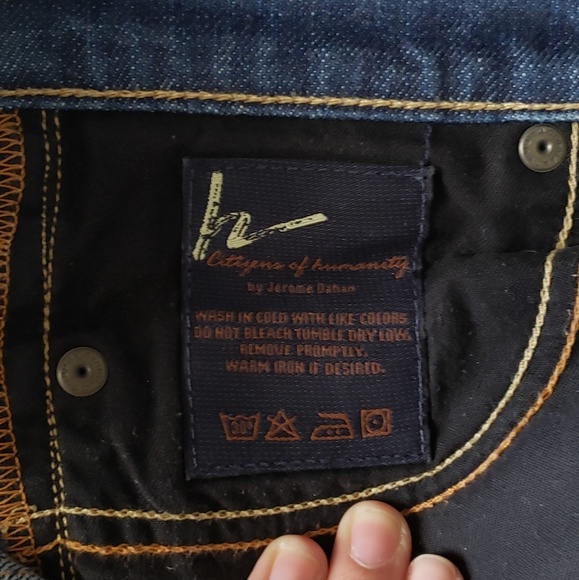 h
Citizens of humanity
by Jerome Dahan
WASH IN COLD WITH LIKE COLORS
DO NOT BLEACH TUMBLE DRY LOW.
REMOVE PROMPTLY.
WARM IRON IF DESIRED.
30°